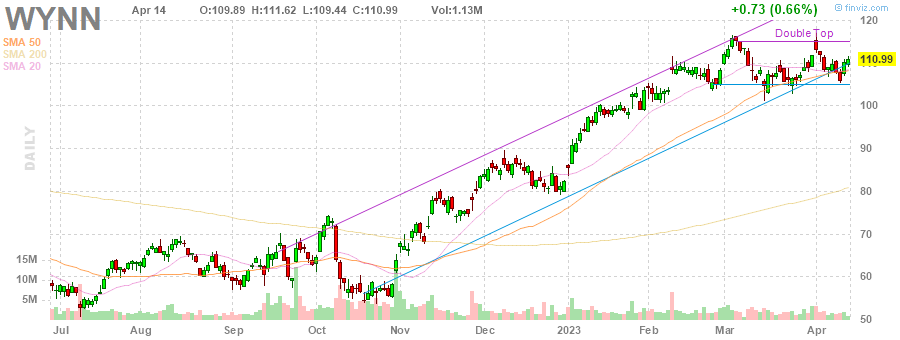 WYNN
Apr 14 O:109.89 H:111.62 L:109.44 C:110.99 Vol:1.13M +0.73 (0.66%)
© finviz.com
SMA 50
SMA 200
SMA 20
Double Top
120
110.99
100
90
80
70
60
50
DAILY
15M
10M
5M
Jul Aug Sep Oct Nov Dec 2023 Feb Mar Apr